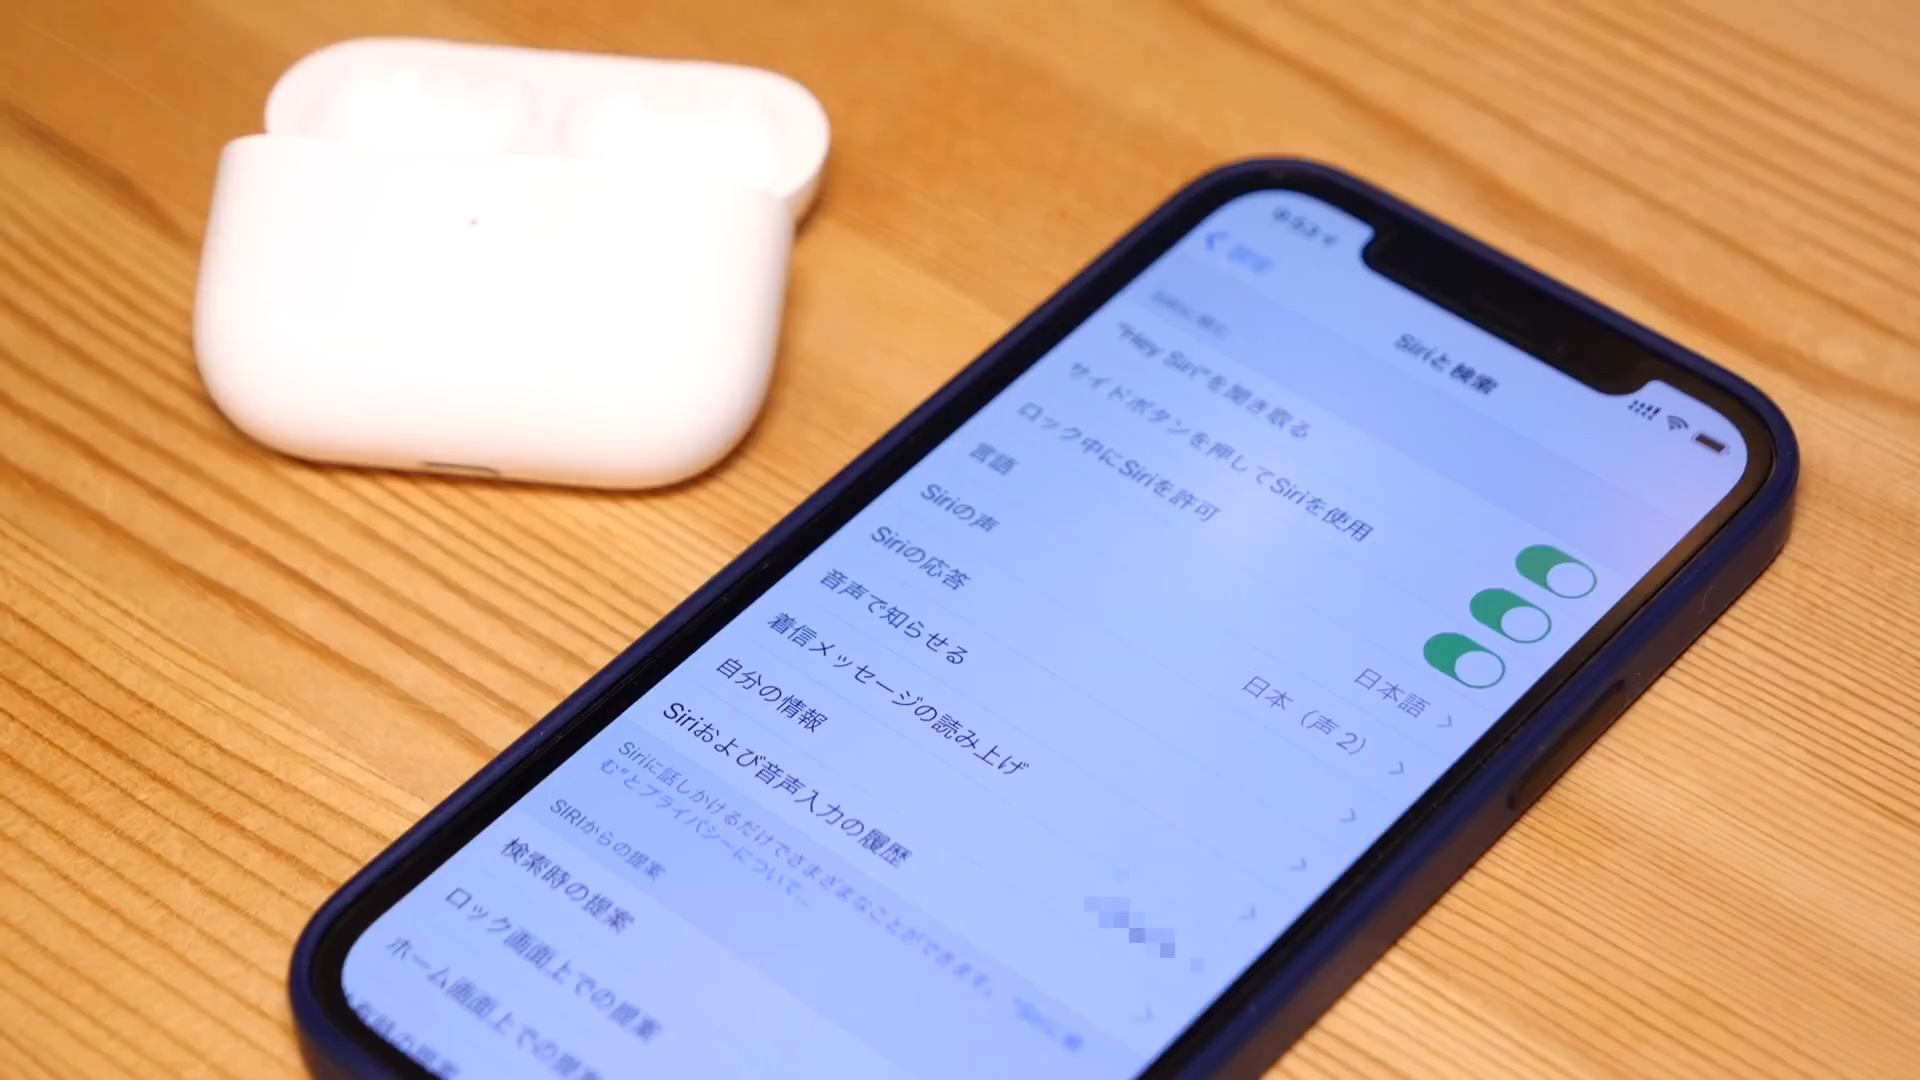 Siriと検索
"Hey Siri"を聞き取る
サイドボタンを押してSiriを使用
ロック中にSiriを許可
言語 日本語
Siriの声 日本（声 2）
Siriの応答
音声で知らせる
着信メッセージの読み上げ
自分の情報
Siriおよび音声入力の履歴
Siriに話しかけるだけでさまざまなことができます。
む"とプライバシーについて...
SIRIからの提案
検索時の提案
ロック画面上での提案
ホーム画面上での提案